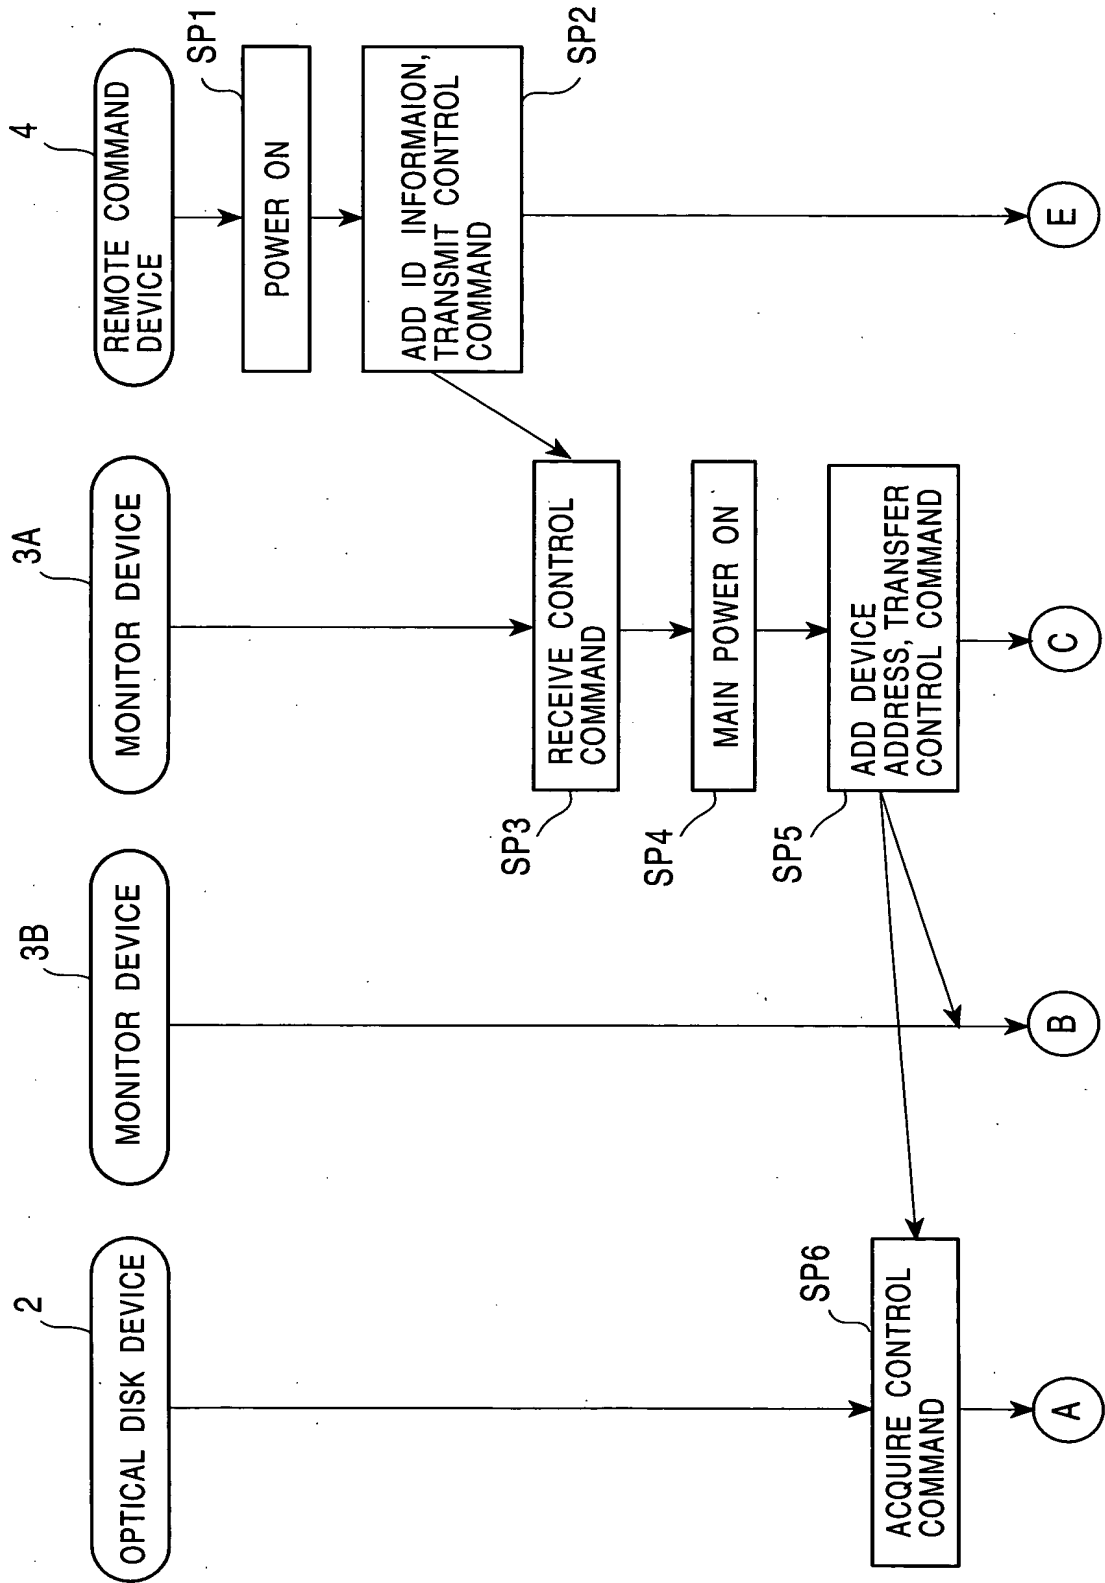 2
OPTICAL DISK DEVICE
3B
MONITOR DEVICE
3A
MONITOR DEVICE
4
REMOTE COMMAND
DEVICE
SP1
POWER ON
ADD ID INFORMAION,
TRANSMIT CONTROL
COMMAND
SP2
RECEIVE CONTROL
COMMAND
SP3
MAIN POWER ON
SP4
ADD DEVICE
ADDRESS, TRANSFER
CONTROL COMMAND
SP5
SP6
ACQUIRE CONTROL
COMMAND
A
B
C
E